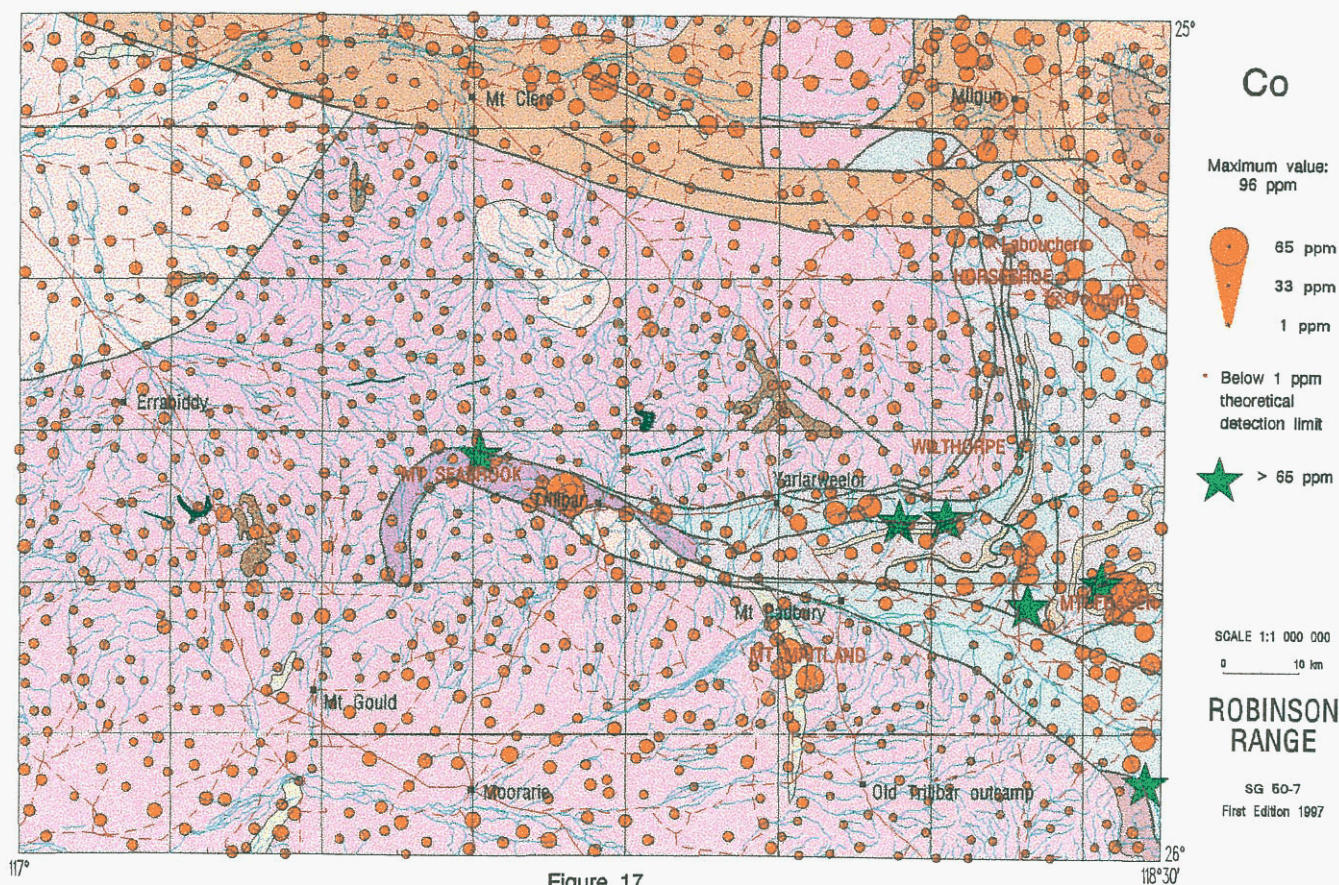 25°
Co
Mt Clere
Milgun
Maximum value:
96 ppm
65 ppm
33 ppm
1 ppm
Labouchere
HORSESHOE
Below 1 ppm
theoretical
detection limit
Errabiddy
> 65 ppm
WILTHORPE
MT SEABROOK
Yarlarweelor
Trillbar
Mt Padbury
MT MAITLAND
SCALE 1:1 000 000
0 10 km
Mt Gould
ROBINSON
RANGE
Moorarie
Old Trillbar outcamp
SG 50-7
First Edition 1997
117°
26°
118°30'
Figure 17